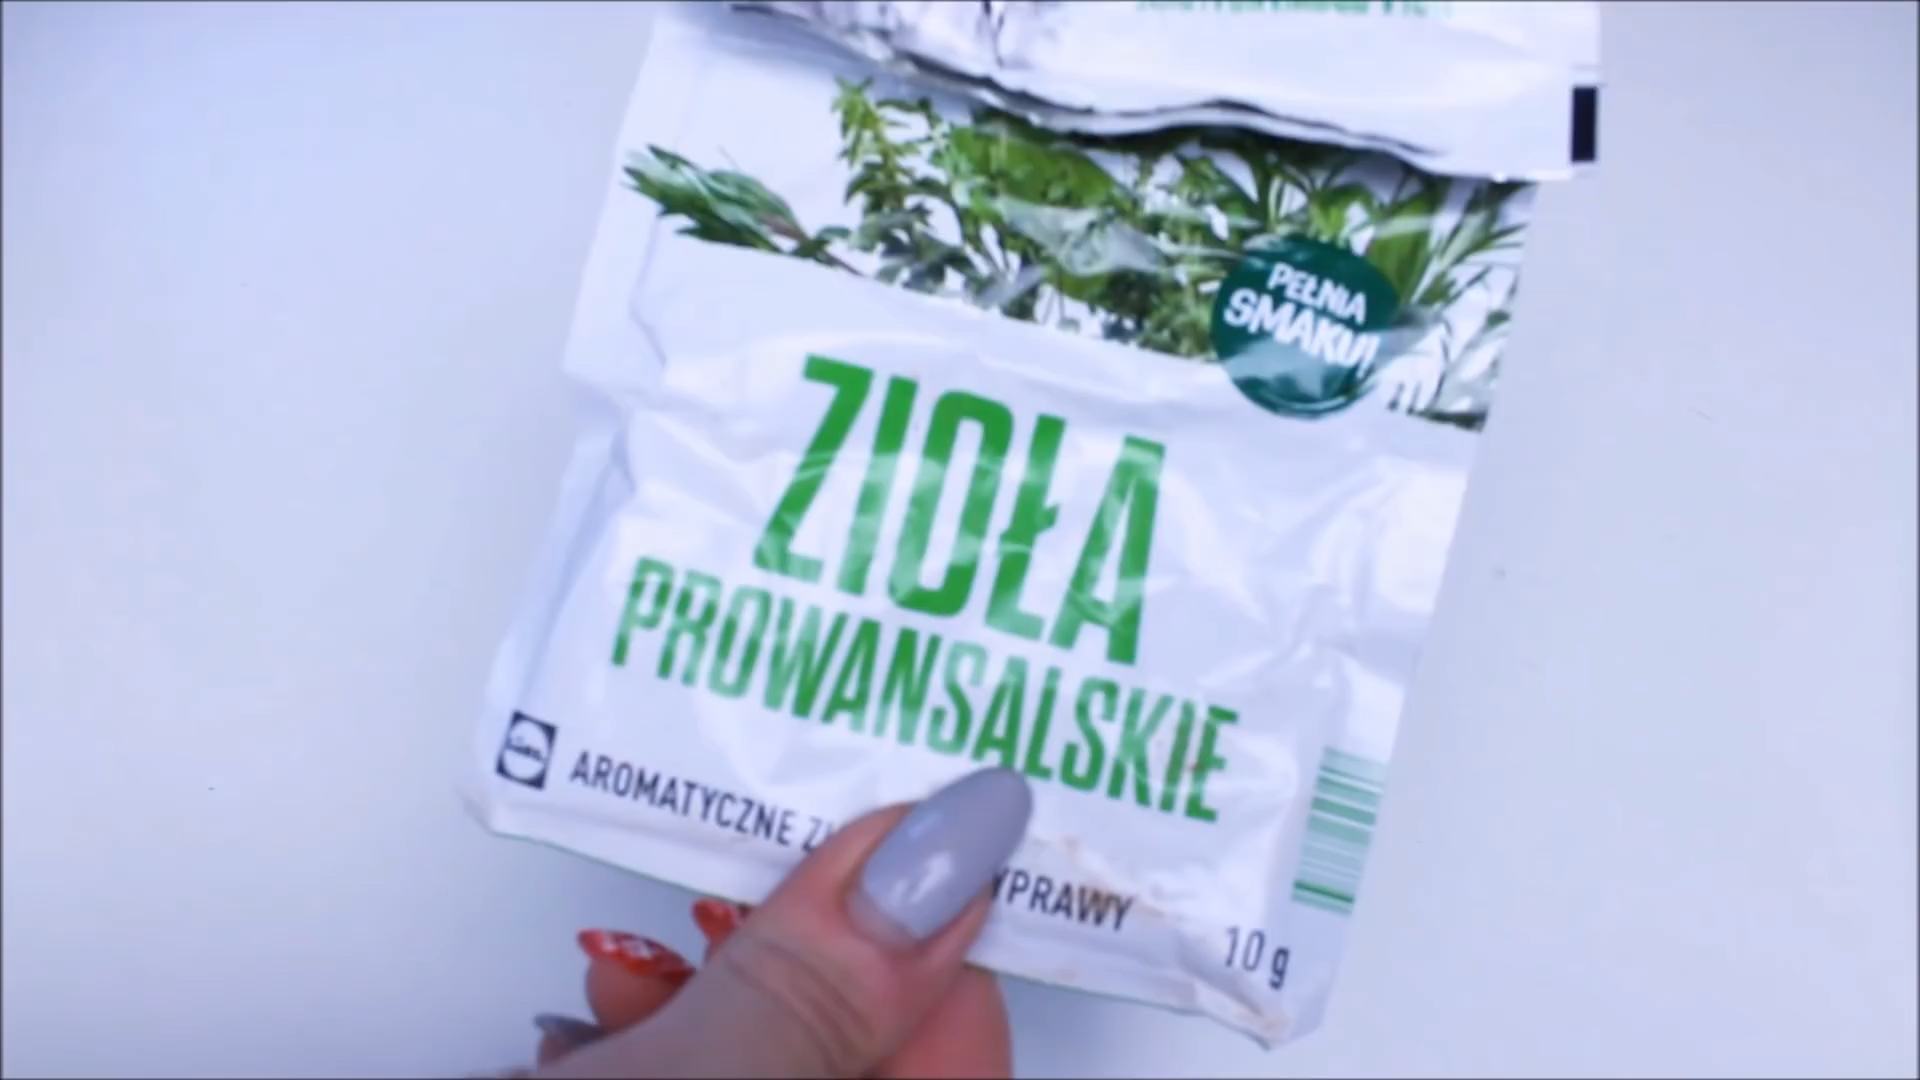 PEŁNIA
SMAKU!
ZIOŁA
PROWANSALSKIE
AROMATYCZNE
10 g